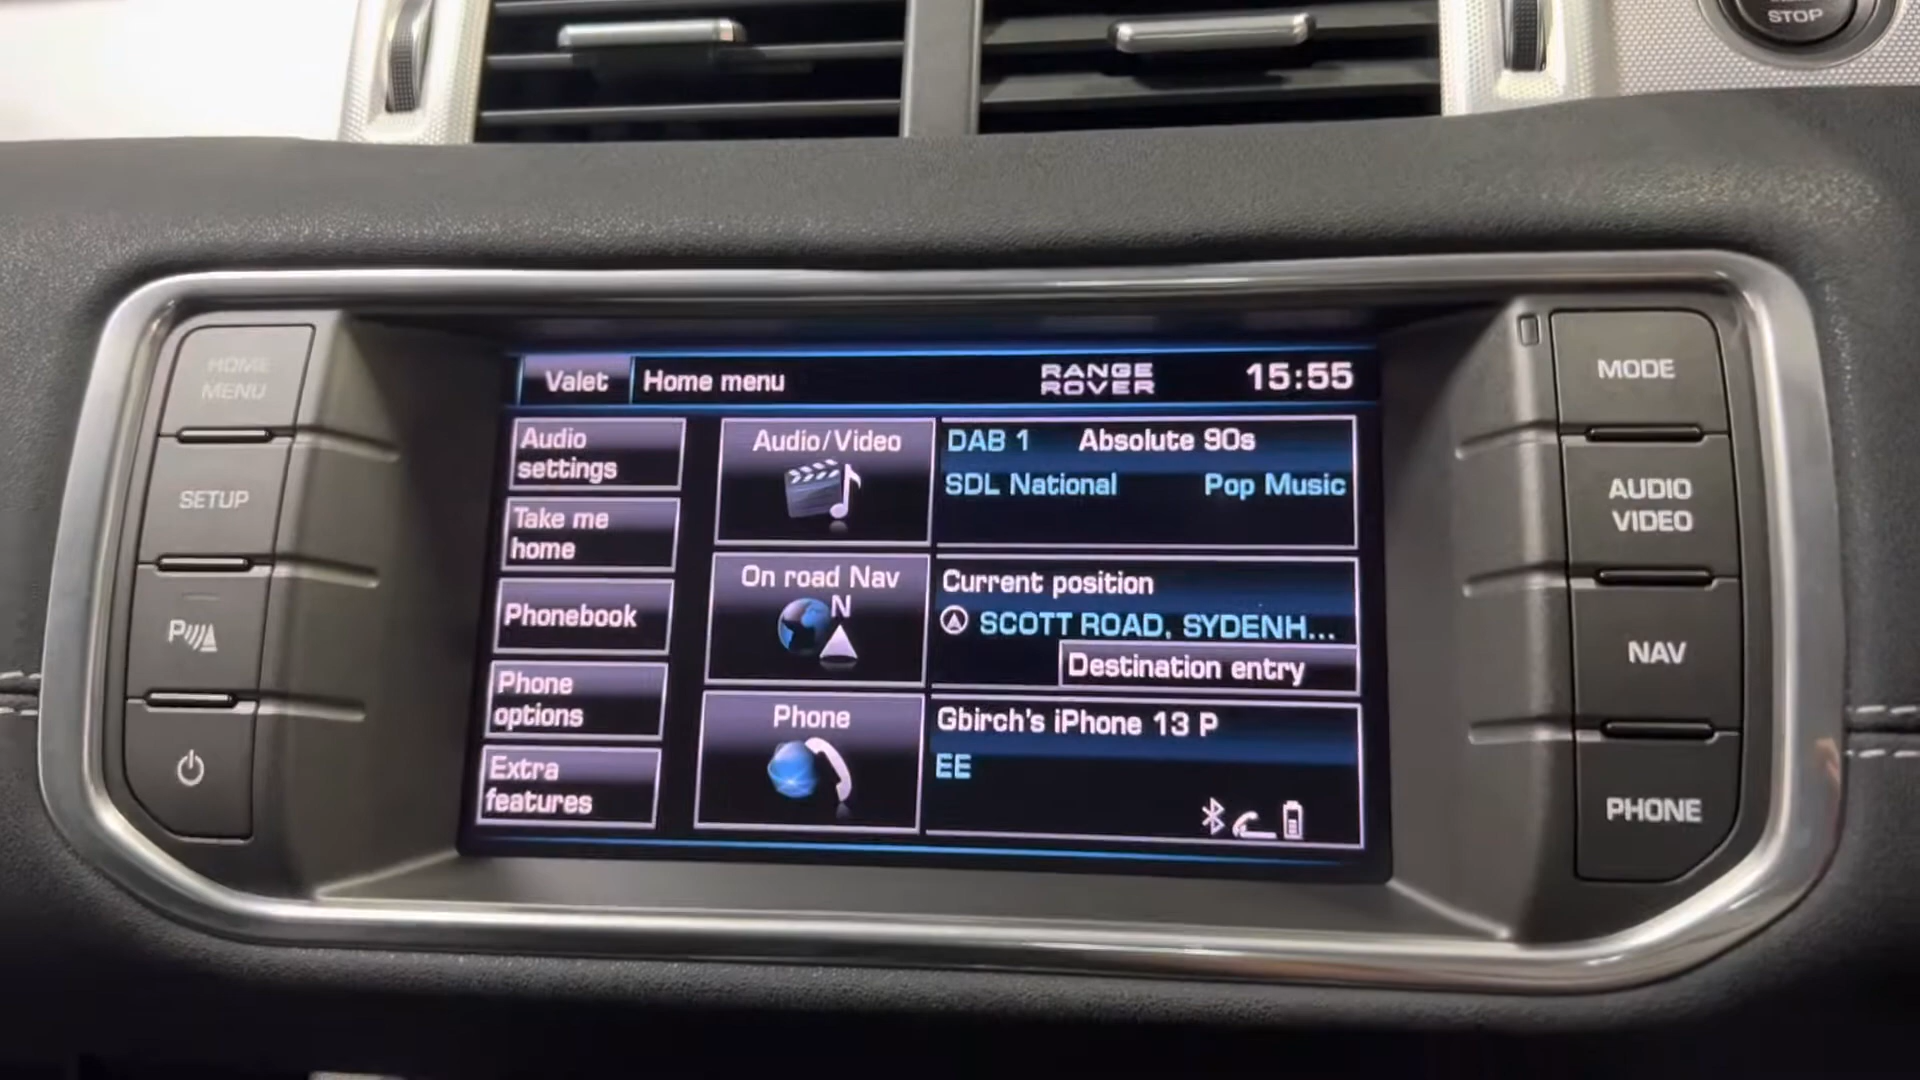 STOP
HOME
MENU
SETUP
P
Valet
Home menu
RANGE
ROVER
15:55
Audio
settings
Take me
home
Phonebook
Phone
options
Extra
features
Audio/Video
DAB 1 Absolute 90s
SDL National Pop Music
On road Nav
N
Current position
SCOTT ROAD, SYDENH...
Destination entry
Phone
Gbirch's iPhone 13 P
EE
MODE
AUDIO
VIDEO
NAV
PHONE